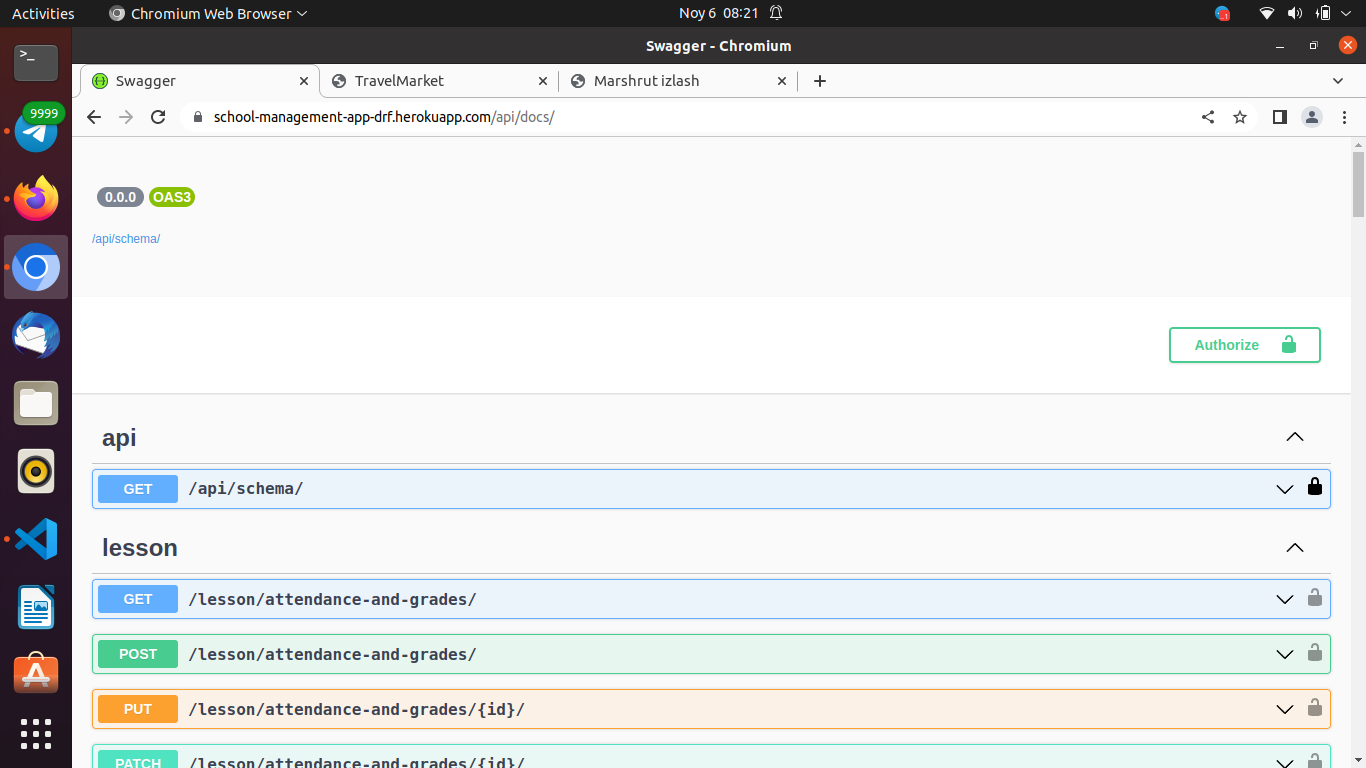 Activities
Chromium Web Browser
Noy 6 08:21
1
Swagger - Chromium
Swagger
TravelMarket
Marshrut izlash
9999
school-management-app-drf.herokuapp.com/api/docs/
0.0.0
OAS3
/api/schema/
Authorize
api
GET /api/schema/
lesson
GET /lesson/attendance-and-grades/
POST /lesson/attendance-and-grades/
PUT /lesson/attendance-and-grades/{id}/
PATCH /lesson/attendance-and-grades/{id}/